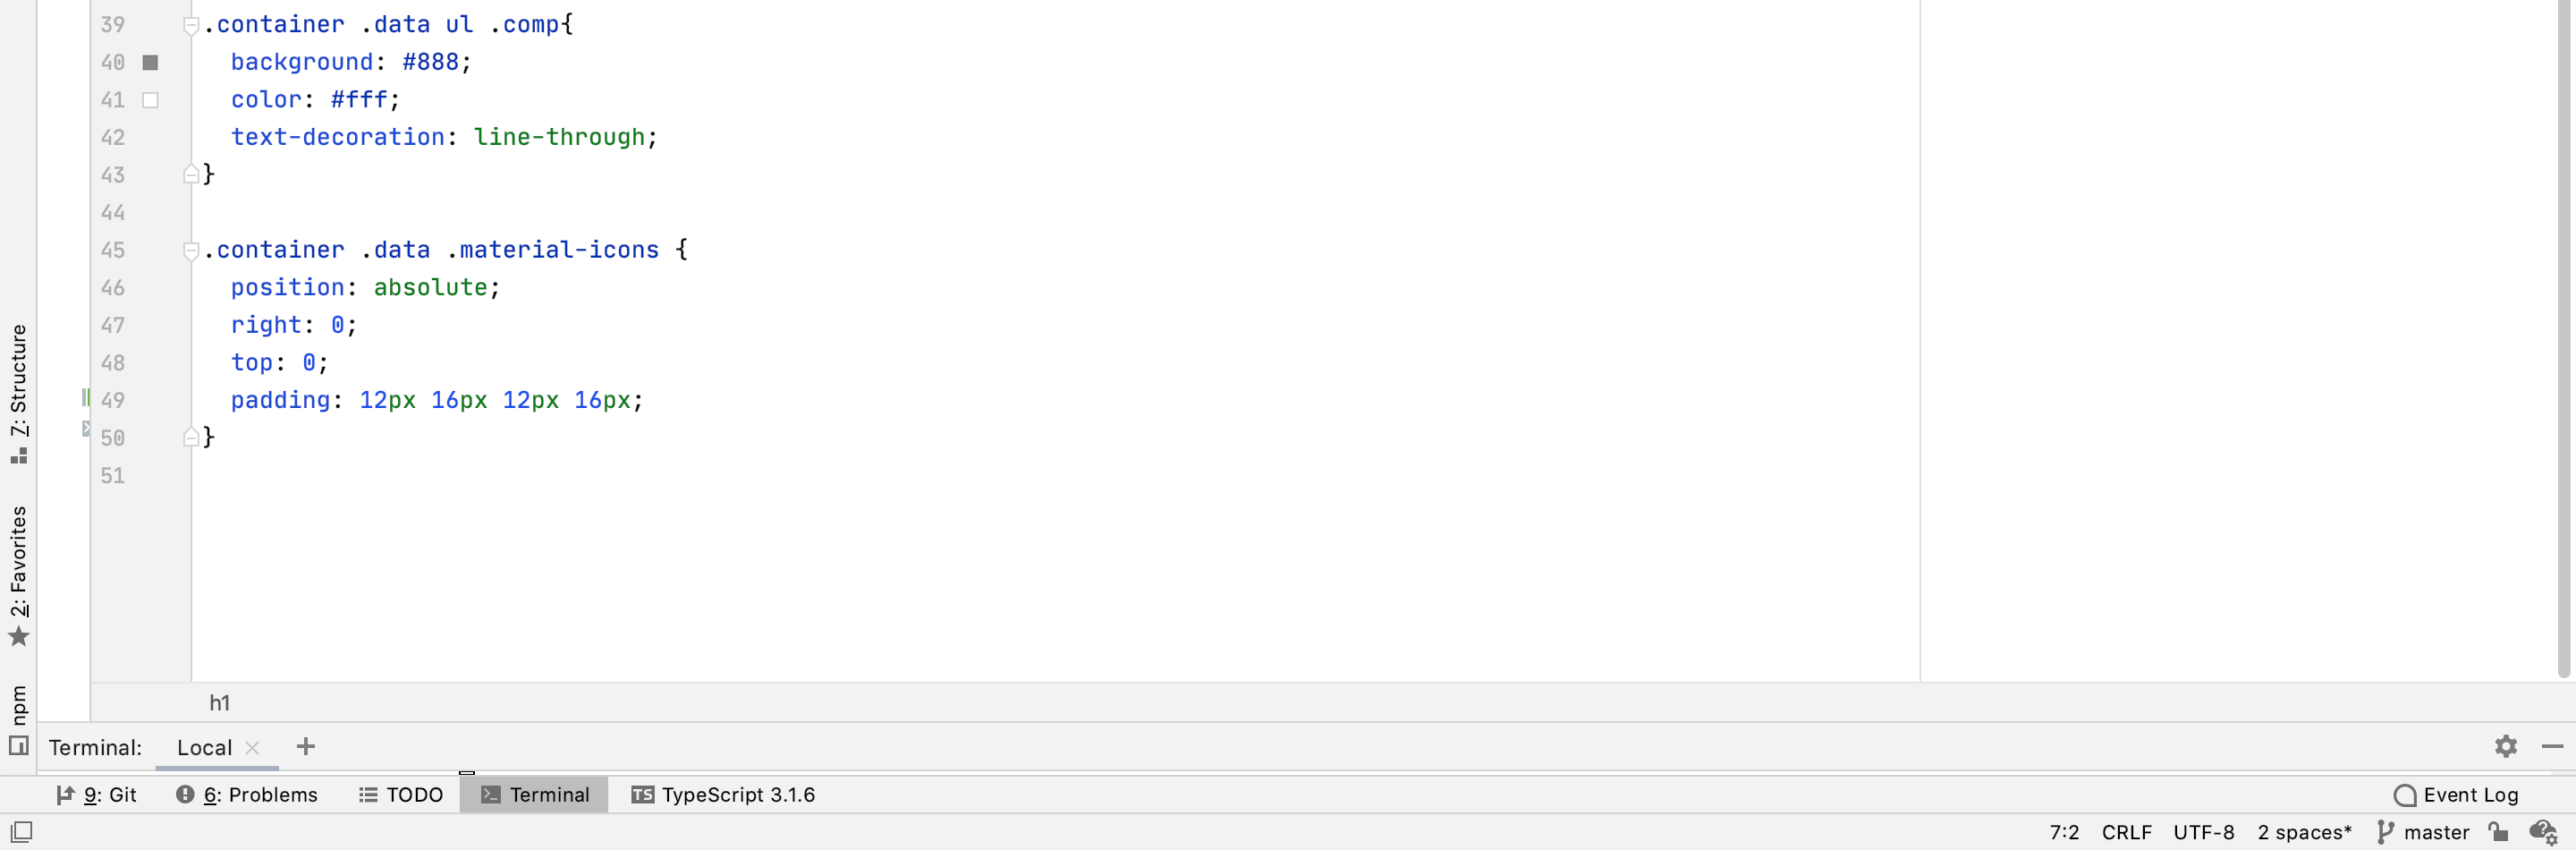 39 .container .data ul .comp{
40 background: #888;
41 color: #fff;
42 text-decoration: line-through;
43 }
44
45 .container .data .material-icons {
46 position: absolute;
47 right: 0;
48 top: 0;
49 padding: 12px 16px 12px 16px;
50 }
51
7: Structure
2: Favorites
npm
h1
Terminal: Local +
9: Git 6: Problems TODO Terminal TS TypeScript 3.1.6 Event Log
7:2 CRLF UTF-8 2 spaces* master